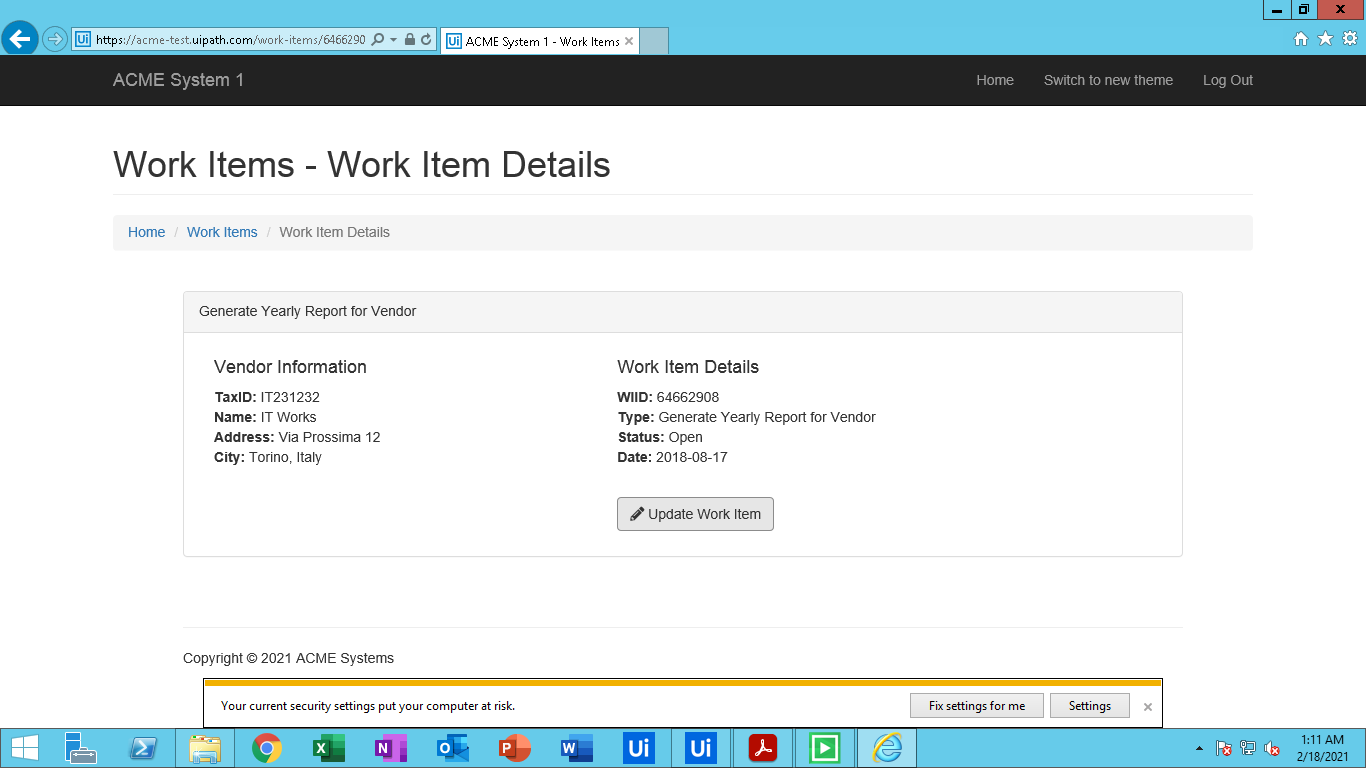 https://acme-test.uipath.com/work-items/6466290
ACME System 1 - Work Items
ACME System 1
Home
Switch to new theme
Log Out
Work Items - Work Item Details
Home / Work Items / Work Item Details
Generate Yearly Report for Vendor
Vendor Information
TaxID: IT231232
Name: IT Works
Address: Via Prossima 12
City: Torino, Italy
Work Item Details
WIID: 64662908
Type: Generate Yearly Report for Vendor
Status: Open
Date: 2018-08-17
Update Work Item
Copyright © 2021 ACME Systems
Your current security settings put your computer at risk.
Fix settings for me
Settings
1:11 AM
2/18/2021